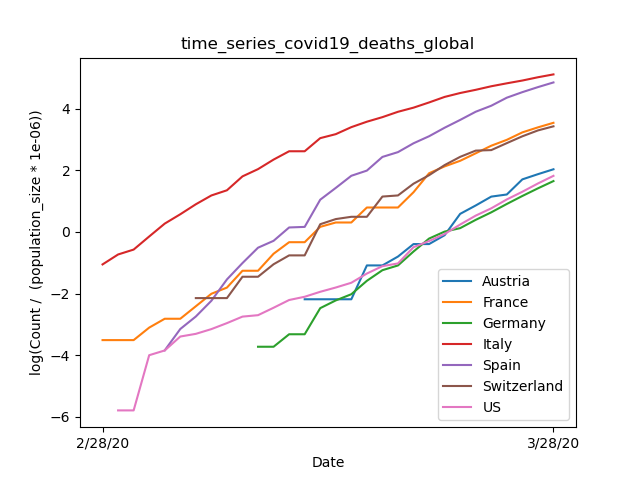 time_series_covid19_deaths_global
log(Count / (population_size * 1e-06))
4
2
0
−2
−4
−6
2/28/20
3/28/20
Date
Austria
France
Germany
Italy
Spain
Switzerland
US